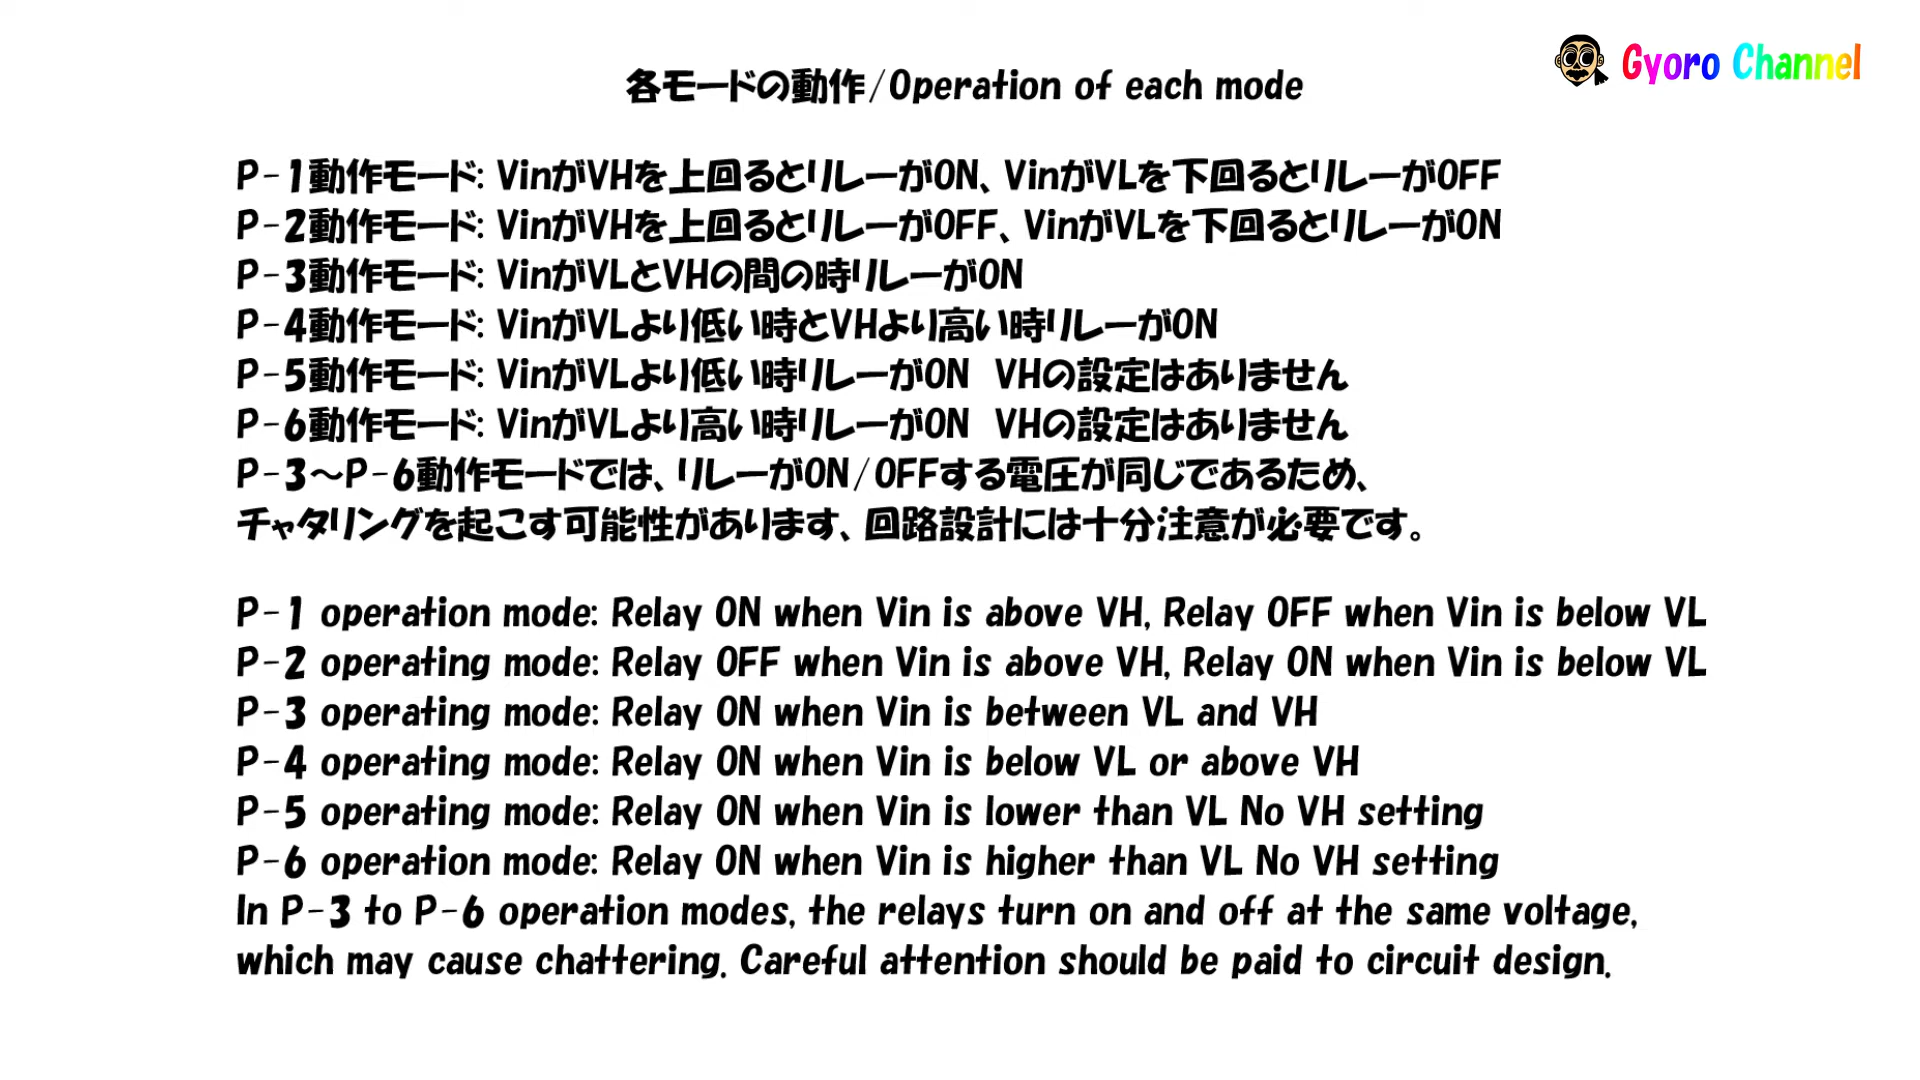 Gyoro Channel
各モードの動作/Operation of each mode
P-1動作モード: VinがVHを上回るとリレーがON、VinがVLを下回るとリレーがOFF
P-2動作モード: VinがVHを上回るとリレーがOFF、VinがVLを下回るとリレーがON
P-3動作モード: VinがVLとVHの間の時リレーがON
P-4動作モード: VinがVLより低い時とVHより高い時リレーがON
P-5動作モード: VinがVLより低い時リレーがON　VHの設定はありません
P-6動作モード: VinがVLより高い時リレーがON　VHの設定はありません
P-3～P-6動作モードでは、リレーがON/OFFする電圧が同じであるため、
チャタリングを起こす可能性があります、回路設計には十分注意が必要です。
P-1 operation mode: Relay ON when Vin is above VH, Relay OFF when Vin is below VL
P-2 operating mode: Relay OFF when Vin is above VH, Relay ON when Vin is below VL
P-3 operating mode: Relay ON when Vin is between VL and VH
P-4 operating mode: Relay ON when Vin is below VL or above VH
P-5 operating mode: Relay ON when Vin is lower than VL No VH setting
P-6 operation mode: Relay ON when Vin is higher than VL No VH setting
In P-3 to P-6 operation modes, the relays turn on and off at the same voltage,
which may cause chattering. Careful attention should be paid to circuit design.